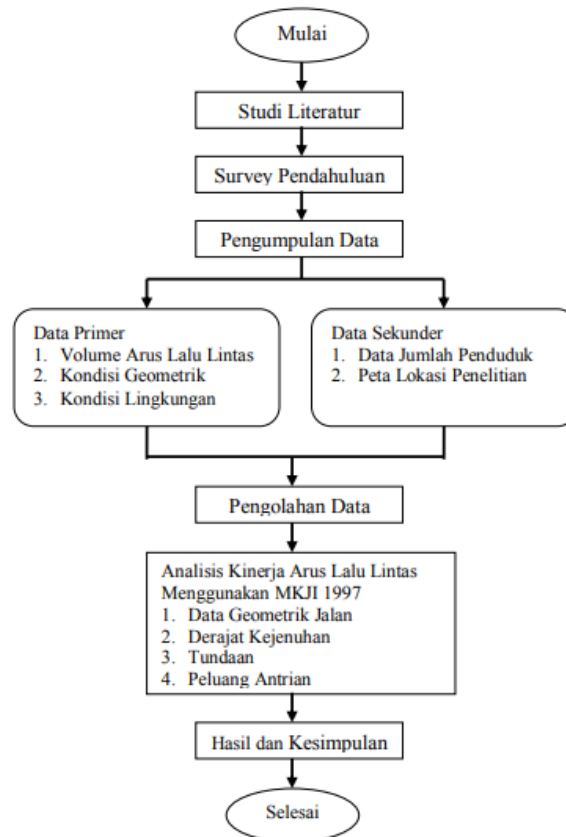 Mulai
Studi Literatur
Survey Pendahuluan
Pengumpulan Data
Data Primer
1. Volume Arus Lalu Lintas
2. Kondisi Geometrik
3. Kondisi Lingkungan
Data Sekunder
1. Data Jumlah Penduduk
2. Peta Lokasi Penelitian
Pengolahan Data
Analisis Kinerja Arus Lalu Lintas
Menggunakan MKJI 1997
1. Data Geometrik Jalan
2. Derajat Kejenuhan
3. Tundaan
4. Peluang Antrian
Hasil dan Kesimpulan
Selesai